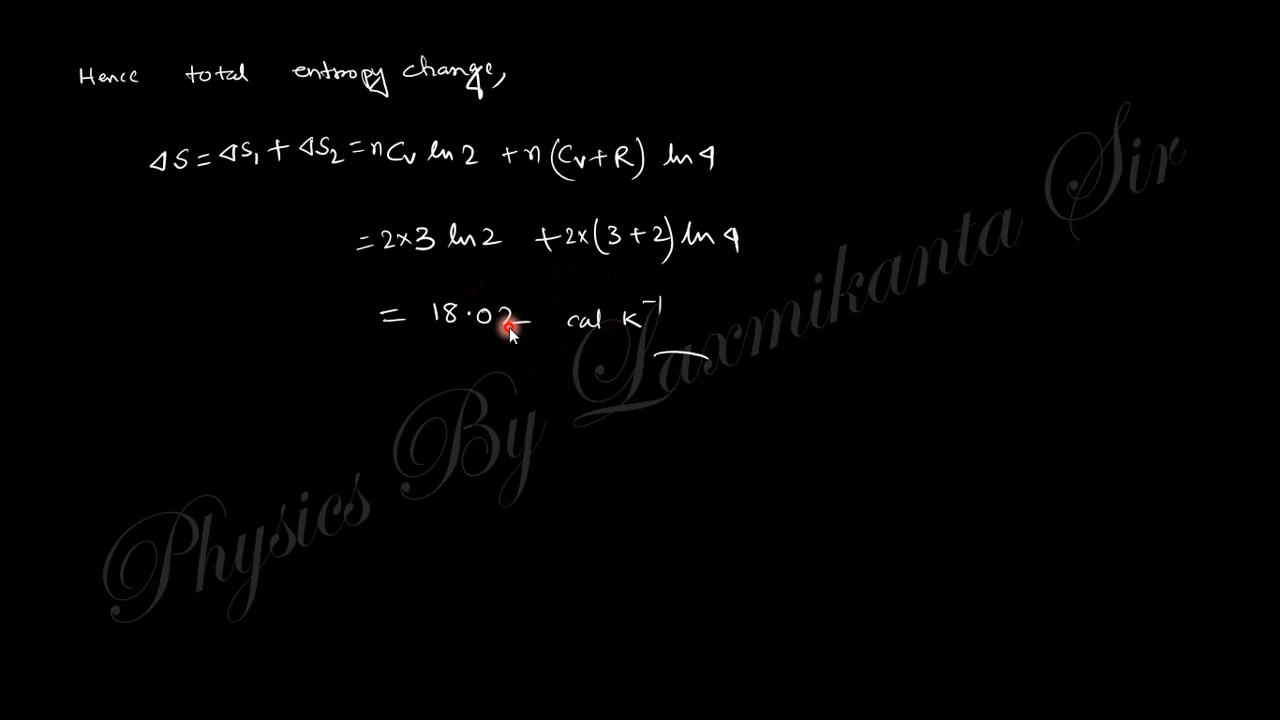 Hence total entropy change,
ΔS = ΔS₁ + ΔS₂ = nCᵥ ln 2 + n(Cᵥ + R) ln 4
= 2×3 ln 2 + 2×(3+2) ln 4
= 18.02 cal K⁻¹
Physics By Laxmikanta Sir